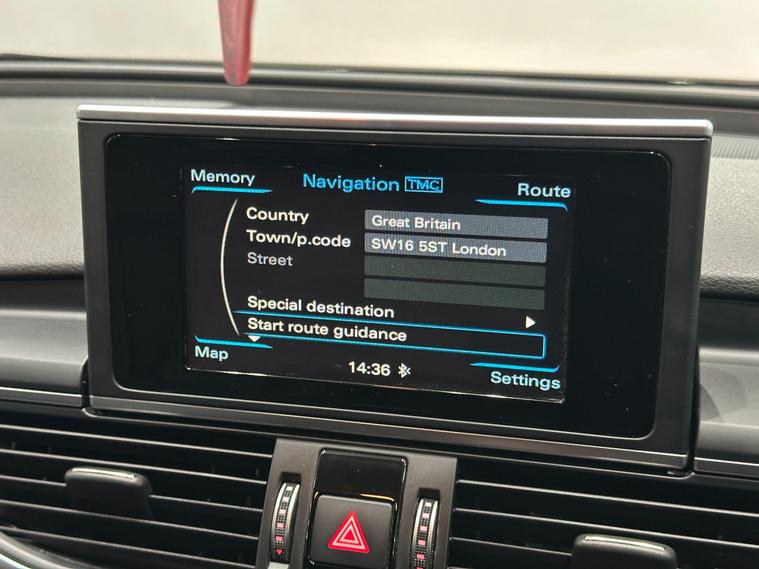 Memory
Navigation TMC
Route
Country Great Britain
Town/p.code SW16 5ST London
Street
Special destination
Start route guidance
Map
14:36
Settings